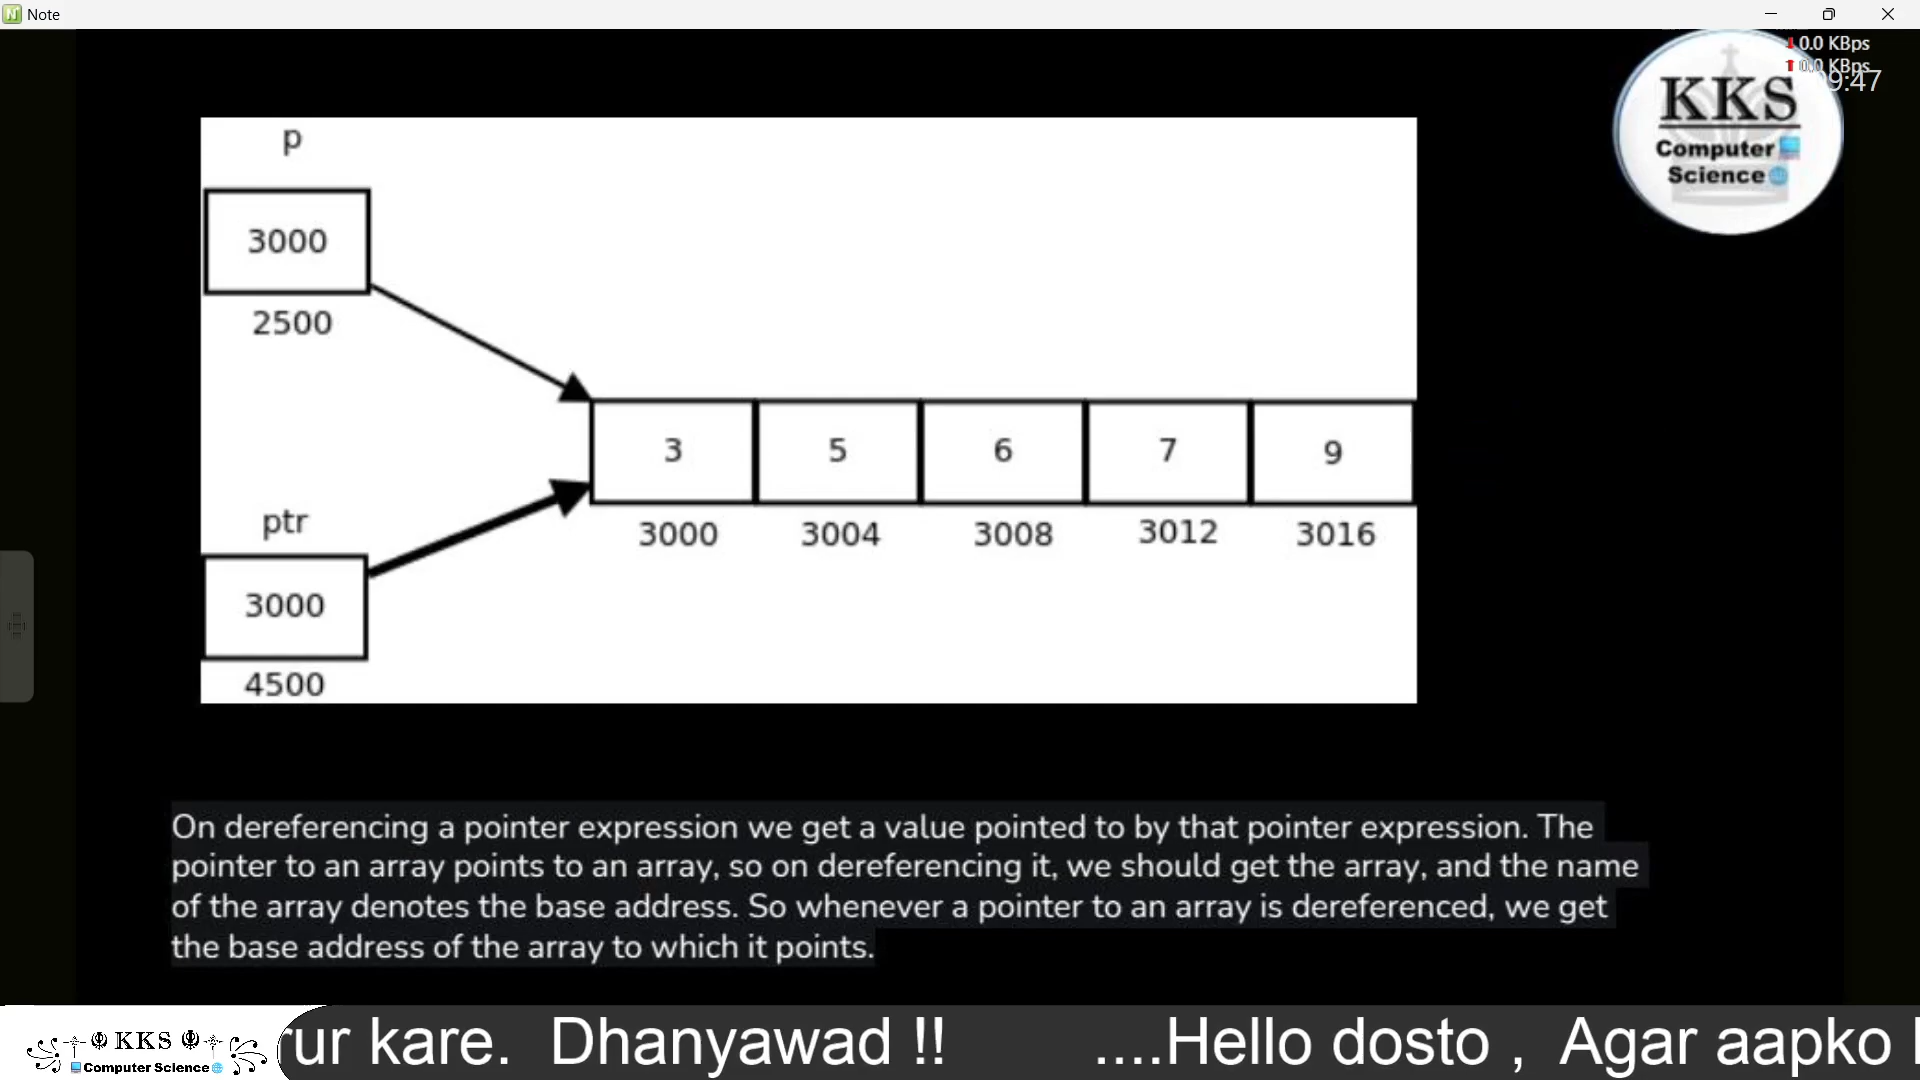 Note
0.0 KBps
0.0 KBps
9:47
KKS
Computer
Science
p
3000
2500
3 5 6 7 9
3000 3004 3008 3012 3016
ptr
3000
4500
On dereferencing a pointer expression we get a value pointed to by that pointer expression. The
pointer to an array points to an array, so on dereferencing it, we should get the array, and the name
of the array denotes the base address. So whenever a pointer to an array is dereferenced, we get
the base address of the array to which it points.
KKS
Computer Science
rur kare. Dhanyawad !! ....Hello dosto , Agar aapko